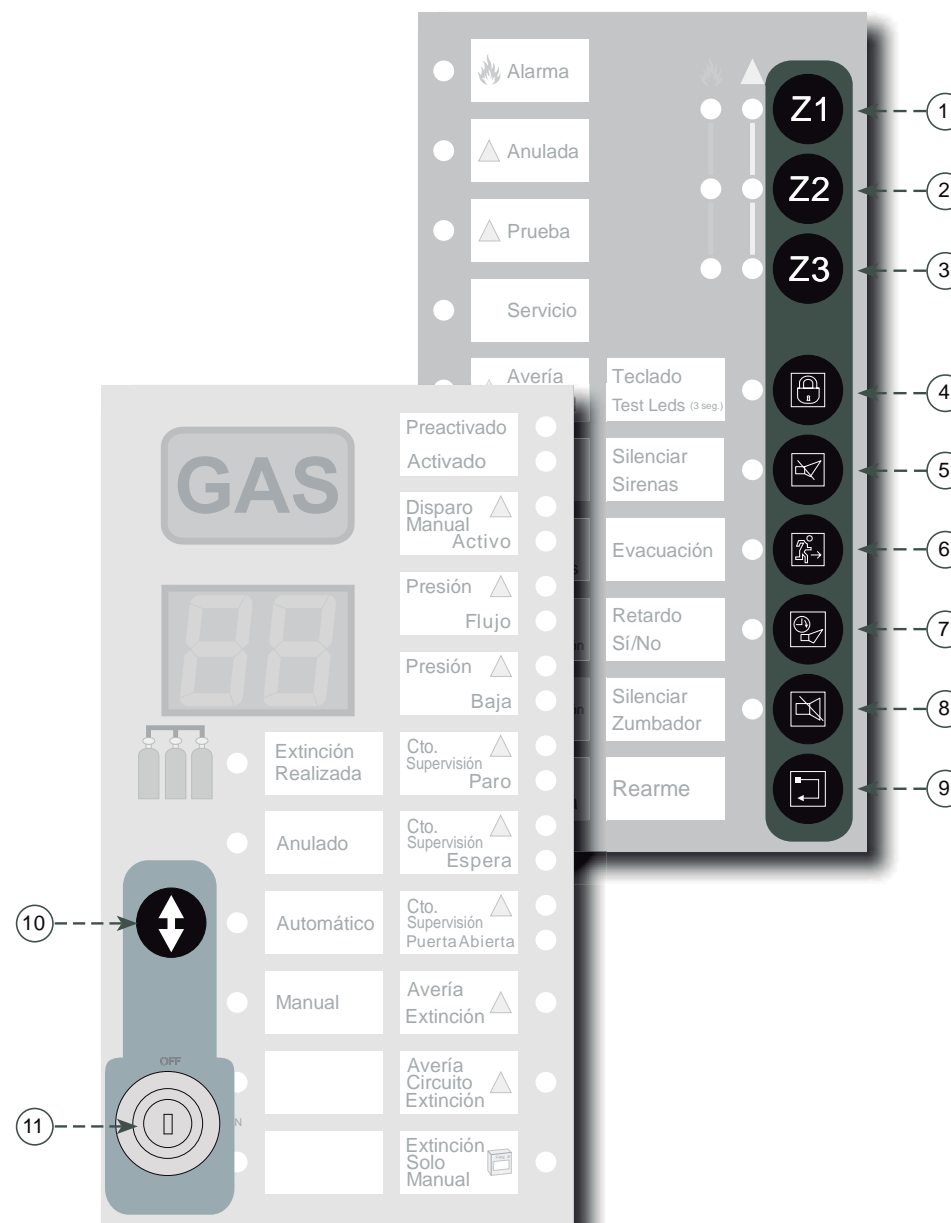 Alarma
Z1
1
Anulada
Z2
2
Prueba
Z3
3
Servicio
Avería
Teclado
Test Leds (3 seg.)
4
Silenciar
Sirenas
5
Evacuación
6
Retardo
Sí/No
7
Silenciar
Zumbador
8
Rearme
9
GAS
88
Preactivado
Activado
Disparo
Manual
Activo
Presión
Flujo
Presión
Baja
Extinción
Realizada
Cto.
Supervisión
Paro
Anulado
Cto.
Supervisión
Espera
10
Automático
Cto.
Supervisión
Puerta Abierta
Manual
Avería
Extinción
OFF
N
11
Avería
Circuito
Extinción
Extinción
Solo
Manual